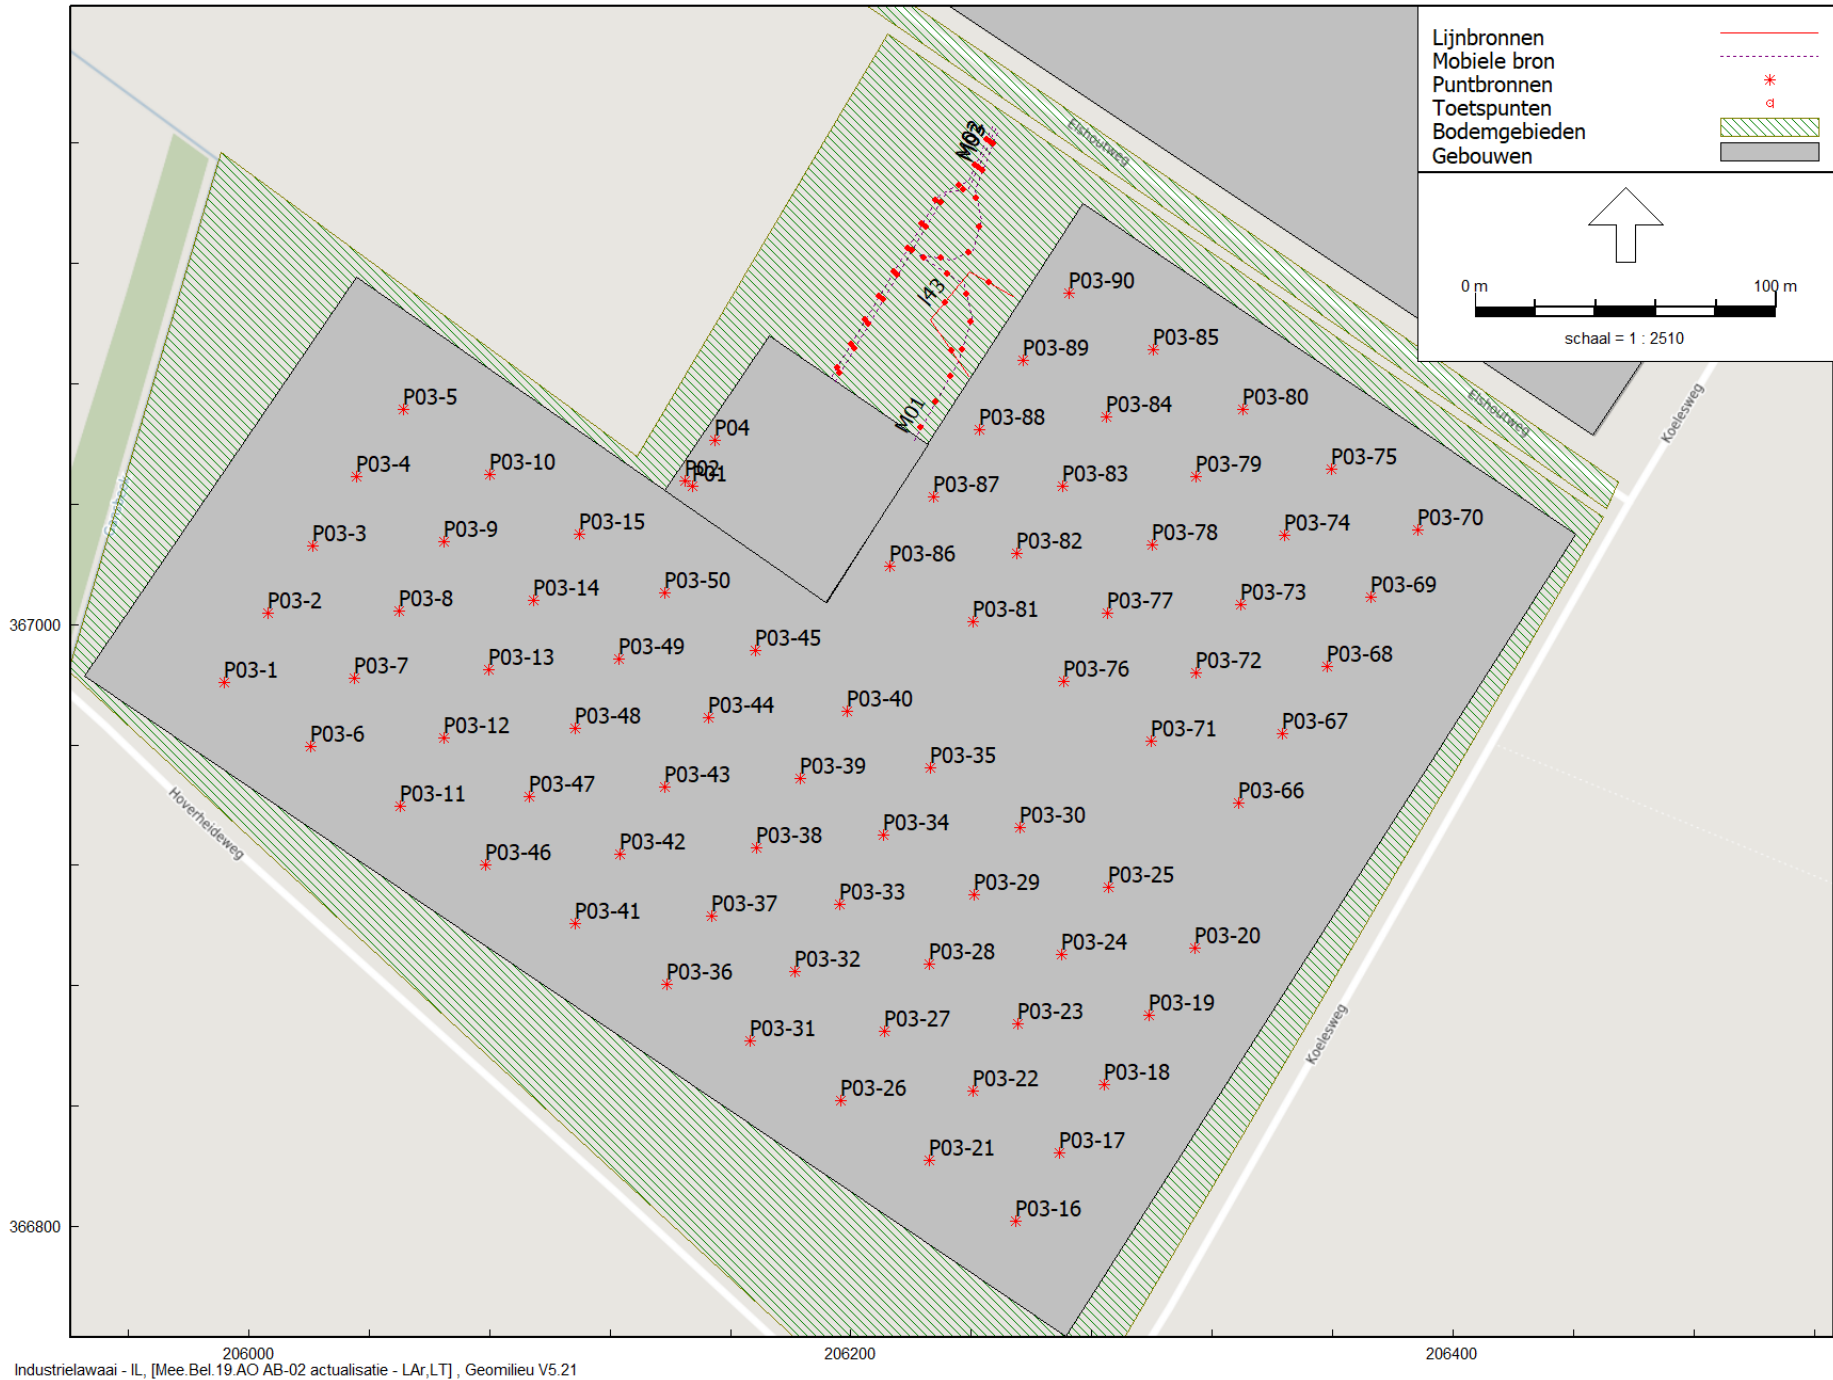 Lijnbronnen
Mobiele bron
Puntbronnen
Toetspunten
Bodemgebieden
Gebouwen
0 m
100 m
schaal = 1 : 2510
Elshoutweg
M03
I43
P03-90
P03-89
P03-85
P03-5
M01
P03-88
P03-84
P03-80
Elshoutweg
Koelesweg
P04
P03-4
P03-10
P02
P01
P03-87
P03-83
P03-79
P03-75
P03-3
P03-9
P03-15
P03-86
P03-82
P03-78
P03-74
P03-70
P03-2
P03-8
P03-14
P03-50
P03-81
P03-77
P03-73
P03-69
367000
P03-1
P03-7
P03-13
P03-49
P03-45
P03-76
P03-72
P03-68
P03-6
P03-12
P03-48
P03-44
P03-40
P03-71
P03-67
P03-11
P03-47
P03-43
P03-39
P03-35
P03-66
Hoverheideweg
P03-46
P03-42
P03-38
P03-34
P03-30
P03-41
P03-37
P03-33
P03-29
P03-25
P03-36
P03-32
P03-28
P03-24
P03-20
P03-31
P03-27
P03-23
P03-19
Koelesweg
P03-26
P03-22
P03-18
P03-21
P03-17
P03-16
366800
206000
206200
206400
Industrielawaai - IL, [Mee.Bel.19.AO AB-02 actualisatie - LAr,LT] , Geomilieu V5.21